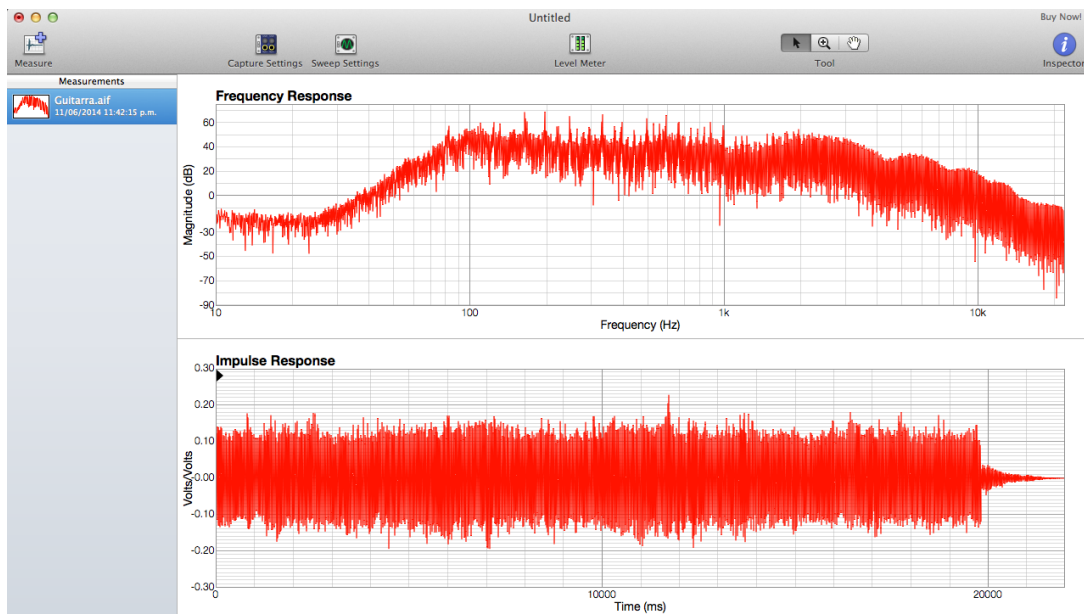 Untitled
Buy Now!
Measure
Capture Settings
Sweep Settings
Level Meter
Tool
Inspector
Measurements
Guitarra.aif
11/06/2014 11:42:15 p.m.
Frequency Response
60
40
20
0
-30
-50
-70
-90
Magnitude (dB)
10
100
1k
10k
Frequency (Hz)
Impulse Response
0.30
0.20
0.10
-0.00
-0.10
-0.20
-0.30
Volts/Volts
0
10000
20000
Time (ms)